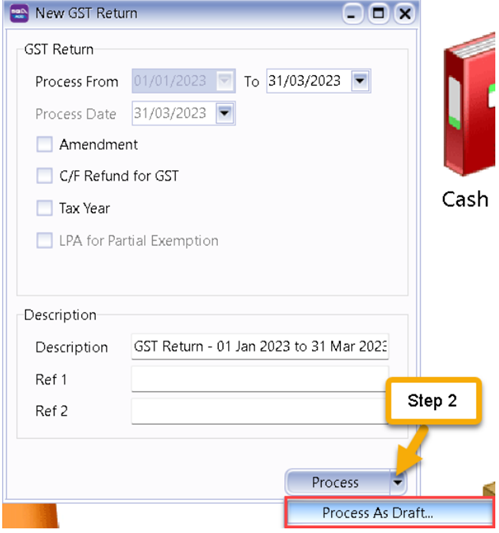 New GST Return
GST Return
Process From 01/01/2023 To 31/03/2023
Process Date 31/03/2023
Amendment
C/F Refund for GST
Tax Year
LPA for Partial Exemption
Cash
Description
Description GST Return - 01 Jan 2023 to 31 Mar 2023
Ref 1
Ref 2
Step 2
Process
Process As Draft...